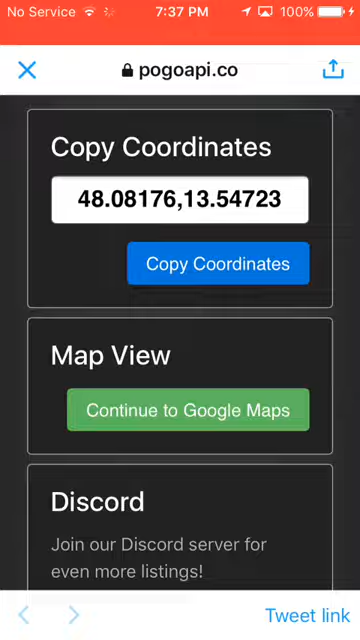 No Service 7:37 PM 100%
pogoapi.co
Copy Coordinates
48.08176,13.54723
Copy Coordinates
Map View
Continue to Google Maps
Discord
Join our Discord server for
even more listings!
Tweet link